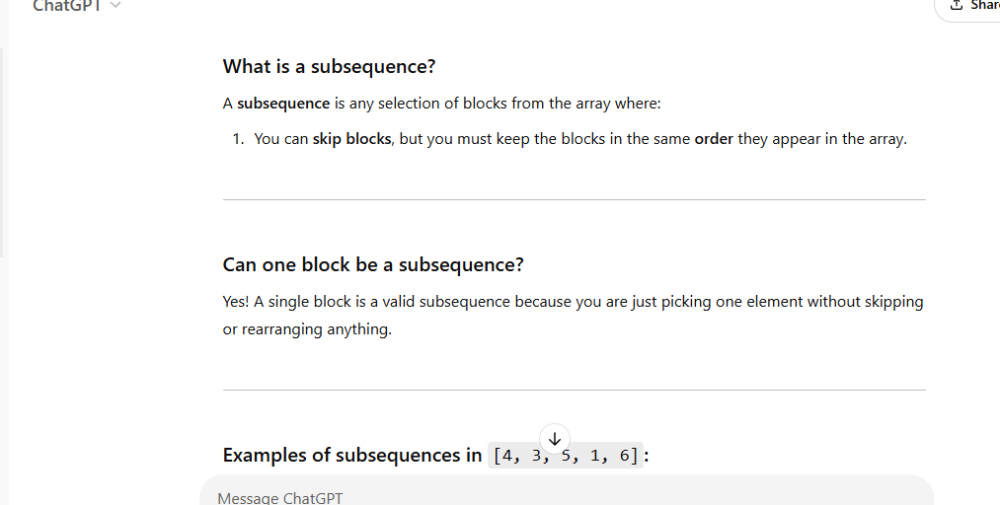 ChatGPT
Share
What is a subsequence?
A subsequence is any selection of blocks from the array where:
1. You can skip blocks, but you must keep the blocks in the same order they appear in the array.
Can one block be a subsequence?
Yes! A single block is a valid subsequence because you are just picking one element without skipping
or rearranging anything.
Examples of subsequences in [4, 3, 5, 1, 6]:
Message ChatGPT